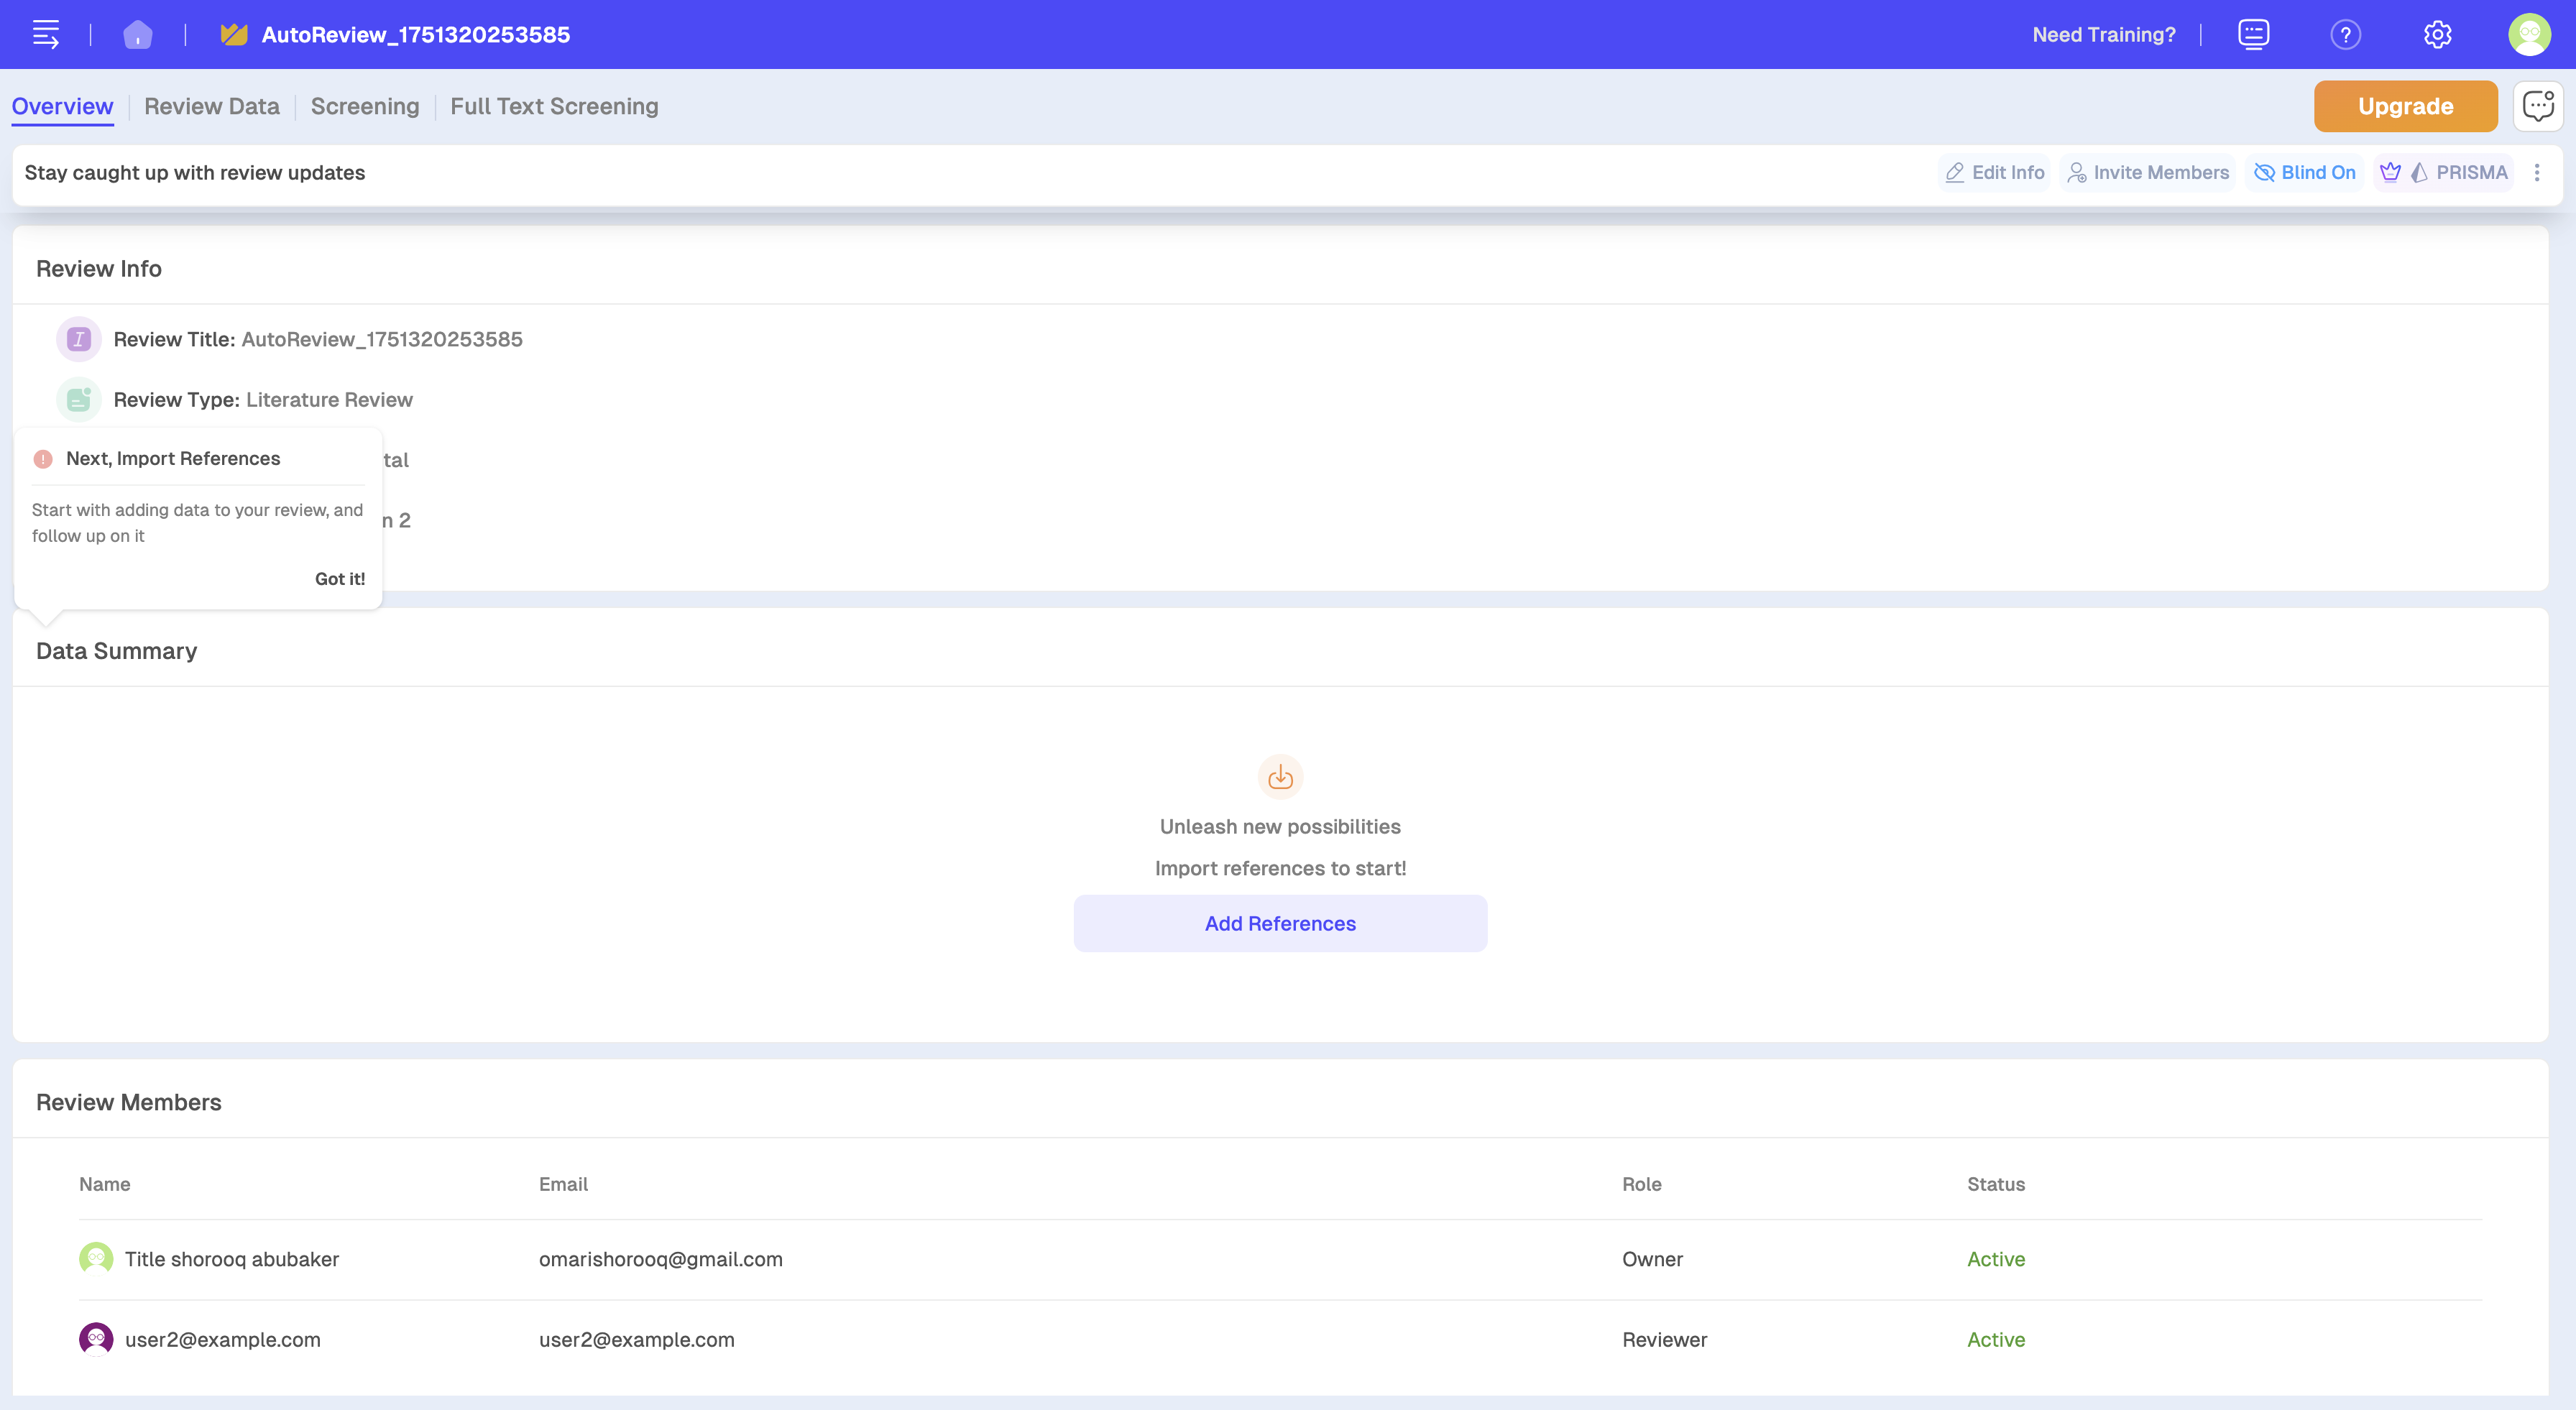 AutoReview_1751320253585
Need Training?
Overview
Review Data
Screening
Full Text Screening
Upgrade
Stay caught up with review updates
Edit Info
Invite Members
Blind On
PRISMA
Review Info
Review Title: AutoReview_1751320253585
Review Type: Literature Review
Next, Import References
Start with adding data to your review, and
follow up on it
Got it!
Data Summary
Unleash new possibilities
Import references to start!
Add References
Review Members
Name
Email
Role
Status
Title shorooq abubaker
omarishorooq@gmail.com
Owner
Active
user2@example.com
user2@example.com
Reviewer
Active